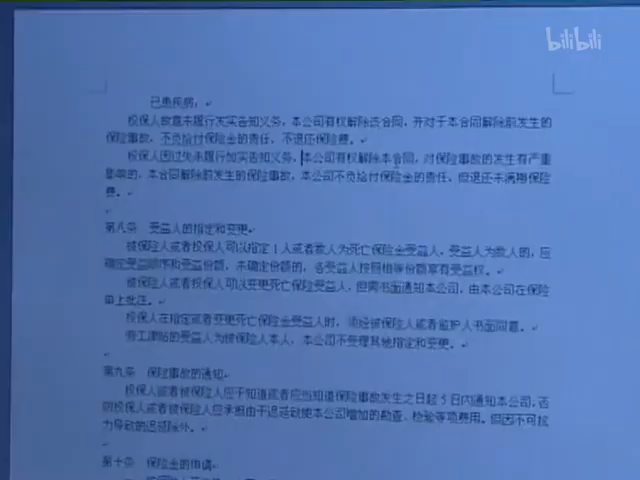 bilibili
已患疾病；
投保人故意未履行如实告知义务，本公司有权解除该合同，并对于本合同解除前发生的
保险事故，不负给付保险金的责任，不退还保险费。
投保人因过失未履行如实告知义务，本公司有权解除本合同，对保险事故的发生有严重
影响的，本合同解除前发生的保险事故，本公司不负给付保险金的责任，但退还未满期保险
费。
第八条 受益人的指定和变更
被保险人或者投保人可以指定1人或者数人为死亡保险金受益人，受益人为数人的，应
确定受益顺序和受益份额，未确定份额的，各受益人按照相等份额享有受益权。
被保险人或者投保人可以变更死亡保险受益人，但需书面通知本公司，由本公司在保险
单上批注。
投保人在指定或者变更死亡保险金受益人时，须经被保险人或者监护人书面同意。
误工津贴的受益人为被保险人本人，本公司不受理其他指定和变更。
第九条 保险事故的通知
投保人或者被保险人应于知道或者应当知道保险事故发生之日起5日内通知本公司，否
则投保人或者被保险人应承担由于迟延致使本公司增加的勘查、检验等项费用。但因不可抗
力导致的迟延除外。
第十条 保险金的申请